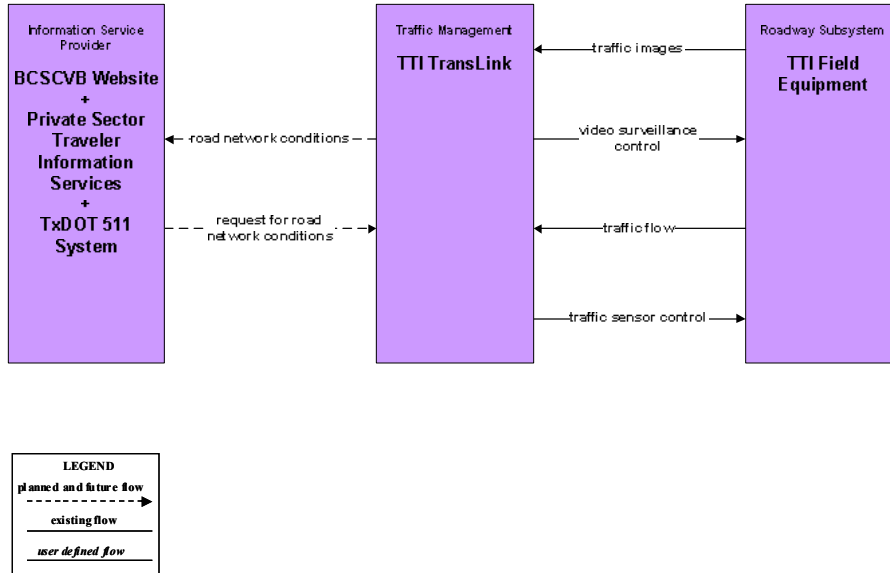 Information Service
Provider
BCSCVB Website
+
Private Sector
Traveler
Information
Services
+
TxDOT 511
System
Traffic Management
TTI TransLink
Roadway Subsystem
TTI Field
Equipment
road network conditions
request for road
network conditions
traffic images
video surveillance
control
traffic flow
traffic sensor control
LEGEND
planned and future flow
existing flow
user defined flow